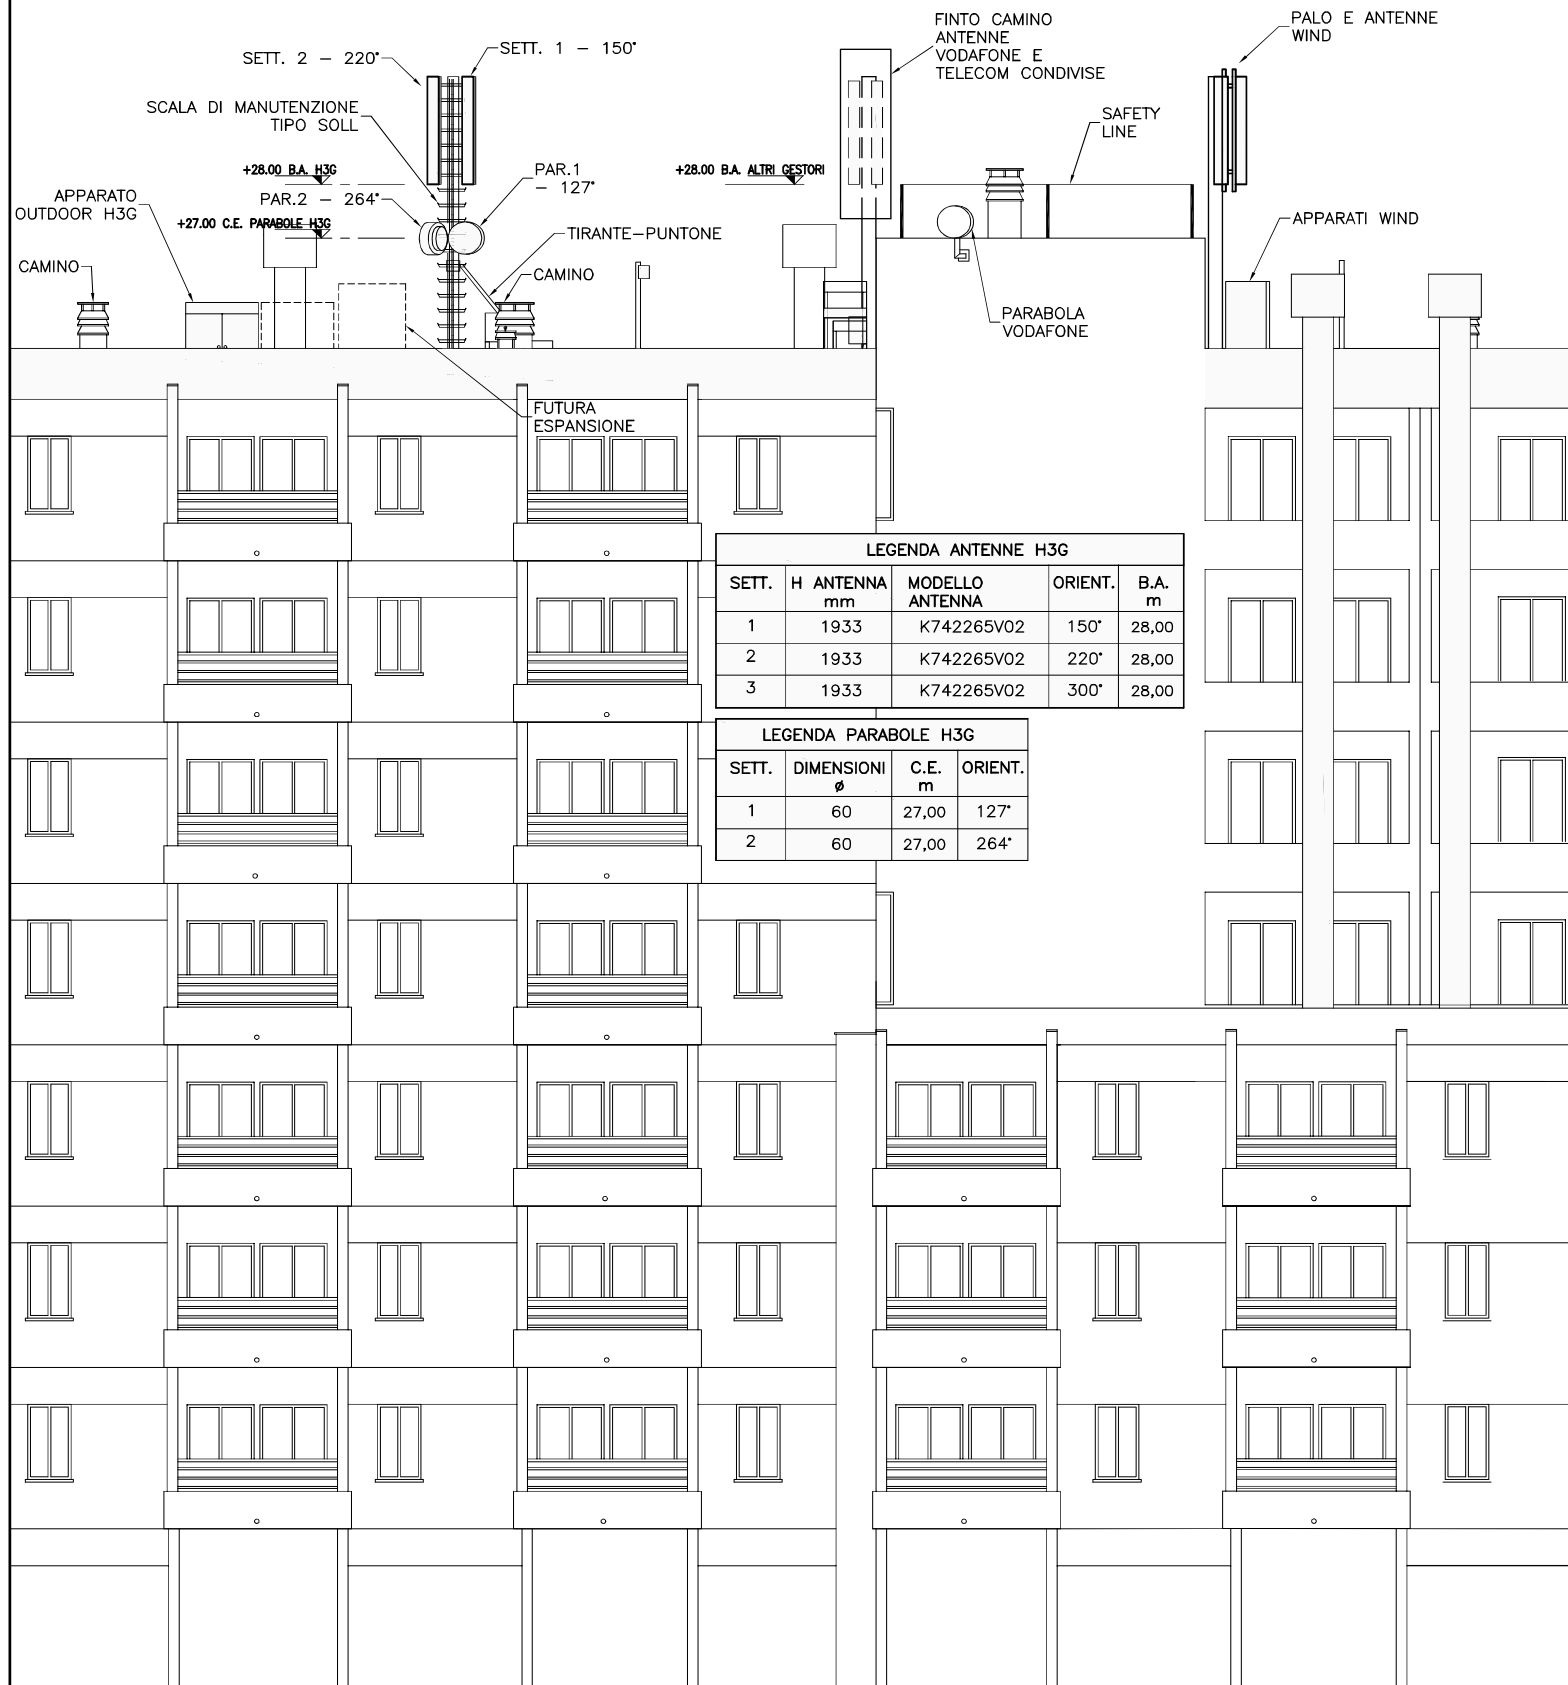 SETT. 2 – 220°
SETT. 1 – 150°
FINTO CAMINO
ANTENNE
VODAFONE E
TELECOM CONDIVISE
PALO E ANTENNE
WIND
SCALA DI MANUTENZIONE
TIPO SOLL
SAFETY
LINE
+28.00 B.A. H3G
PAR.1
– 127°
+28.00 B.A. ALTRI GESTORI
APPARATO
OUTDOOR H3G
PAR.2 – 264°
+27.00 C.E. PARABOLE H3G
TIRANTE–PUNTONE
APPARATI WIND
CAMINO
CAMINO
PARABOLA
VODAFONE
FUTURA
ESPANSIONE
LEGENDA ANTENNE H3G
SETT. H ANTENNA MODELLO ORIENT. B.A.
mm ANTENNA m
1 1933 K742265V02 150° 28,00
2 1933 K742265V02 220° 28,00
3 1933 K742265V02 300° 28,00
LEGENDA PARABOLE H3G
SETT. DIMENSIONI C.E. ORIENT.
ø m
1 60 27,00 127°
2 60 27,00 264°